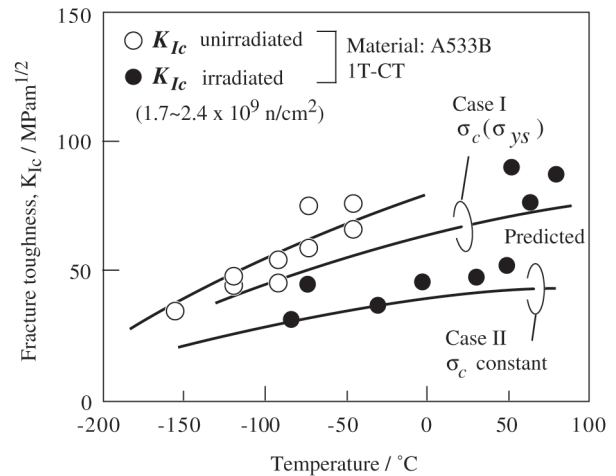 150
100
50
0
-200
-150
-100
-50
0
50
100
Fracture toughness, K_Ic / MPam^1/2
Temperature / °C
K_Ic unirradiated
K_Ic irradiated
(1.7~2.4 x 10^9 n/cm^2)
Material: A533B
1T-CT
Case I
σ_c(σ_ys)
Predicted
Case II
σ_c constant